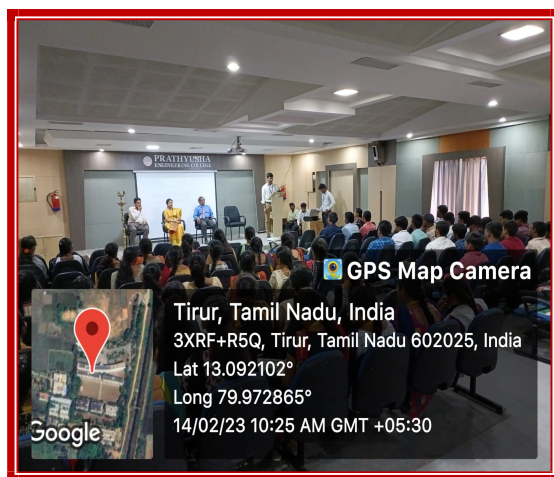 PRATHYUSHA
ENGINEERING COLLEGE
GPS Map Camera
Tirur, Tamil Nadu, India
3XRF+R5Q, Tirur, Tamil Nadu 602025, India
Lat 13.092102°
Long 79.972865°
14/02/23 10:25 AM GMT +05:30
Google